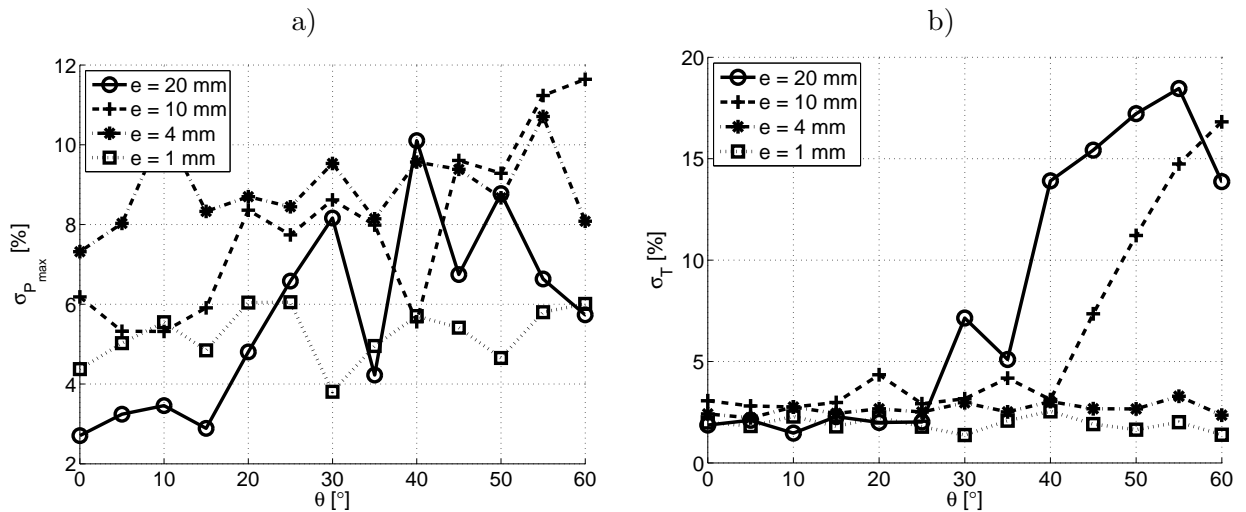 a)
12
10
8
6
4
2
σ_Pmax [%]
e = 20 mm
e = 10 mm
e = 4 mm
e = 1 mm
0 10 20 30 40 50 60
θ [°]
b)
20
15
10
5
0
σ_T [%]
e = 20 mm
e = 10 mm
e = 4 mm
e = 1 mm
0 10 20 30 40 50 60
θ [°]